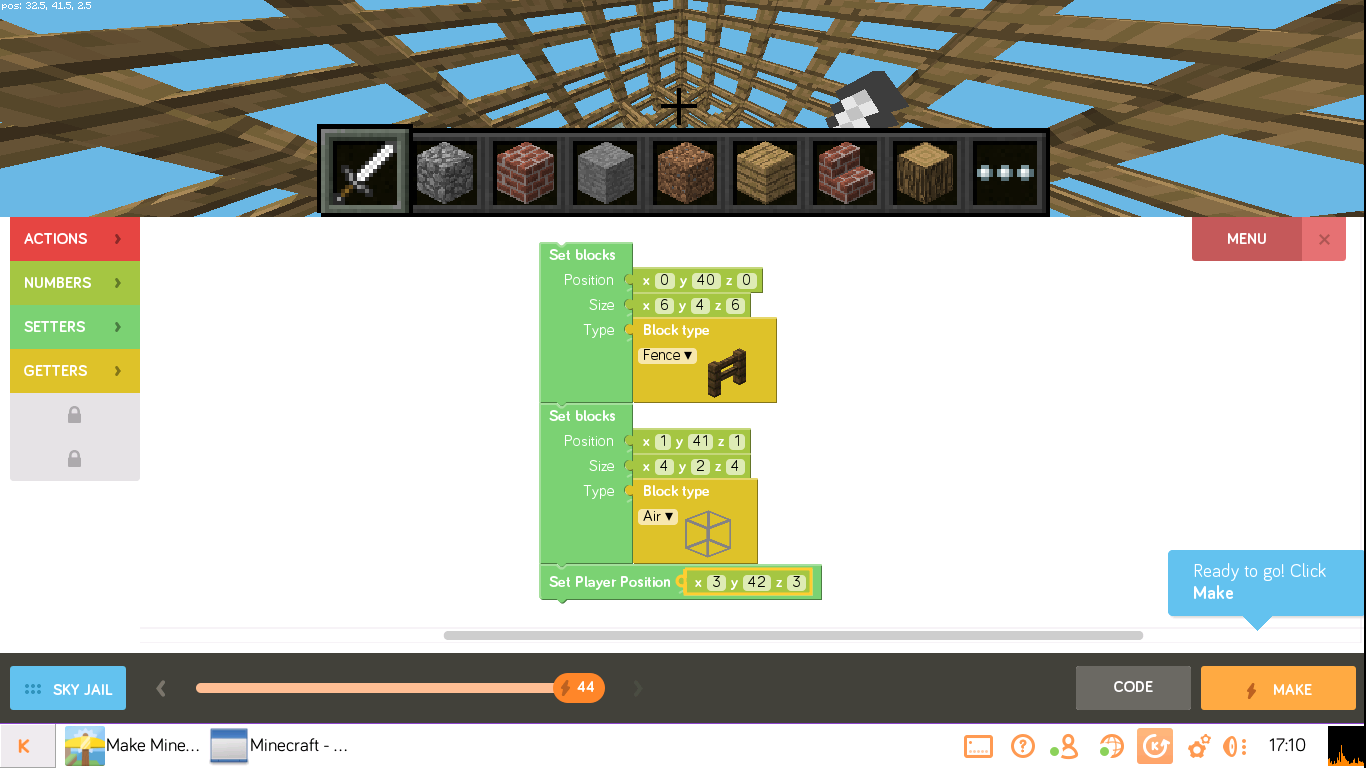 pos: 32.5, 41.5, 2.5
ACTIONS
NUMBERS
SETTERS
GETTERS
MENU
Set blocks
Position x 0 y 40 z 0
Size x 6 y 4 z 6
Type Block type
Fence ▾
Set blocks
Position x 1 y 41 z 1
Size x 4 y 2 z 4
Type Block type
Air ▾
Set Player Position x 3 y 42 z 3
Ready to go! Click
Make
SKY JAIL
44
CODE
MAKE
K
Make Mine...
Minecraft - ...
K
17:10